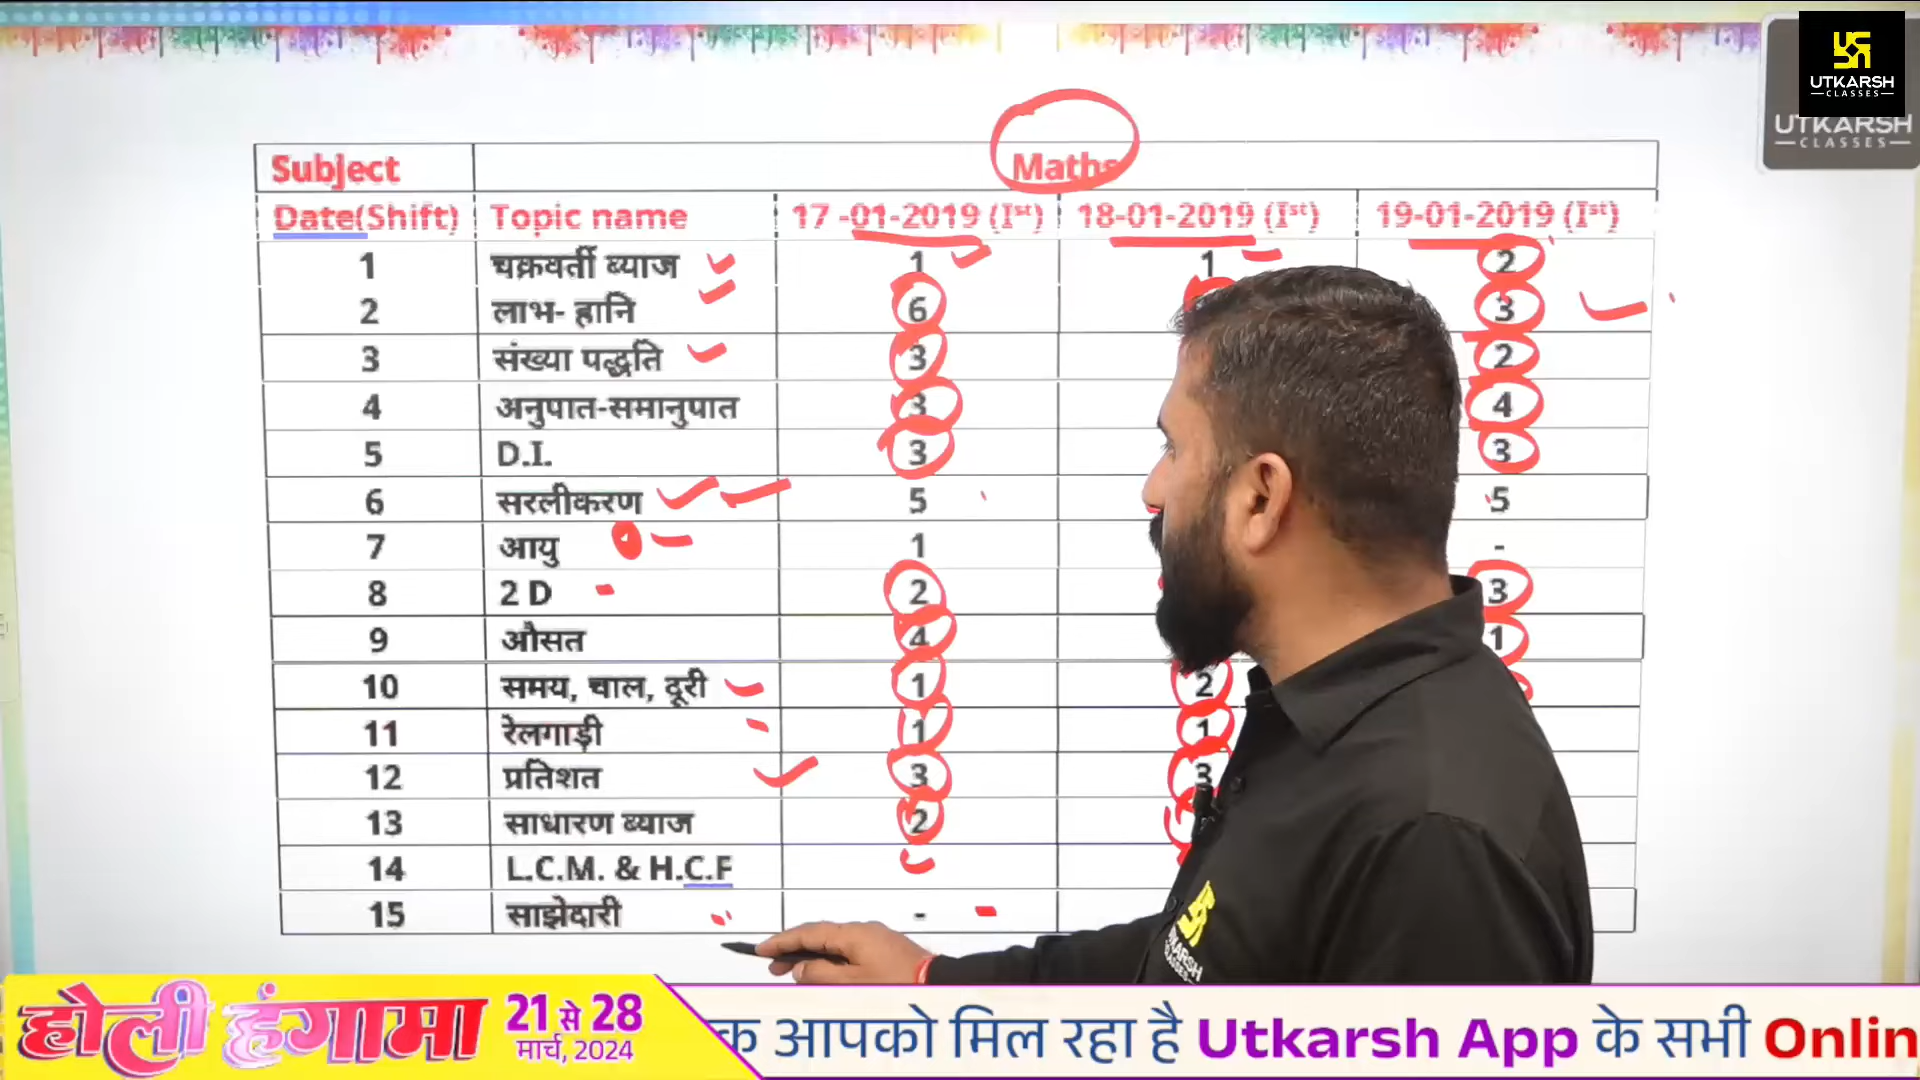 UTKARSH
CLASSES
UTKARSH
CLASSES
Subject Maths
Date(Shift) Topic name 17 -01-2019 (Iˢᵗ) 18-01-2019 (Iˢᵗ) 19-01-2019 (Iˢᵗ)
1 चक्रवर्ती ब्याज 1 1 2
2 लाभ- हानि 6 3
3 संख्या पद्धति 3 2
4 अनुपात-समानुपात 3 4
5 D.I. 3 3
6 सरलीकरण 5 5
7 आयु 1 -
8 2 D 2 3
9 औसत 4 1
10 समय, चाल, दूरी 1 2
11 रेलगाड़ी 1 1
12 प्रतिशत 3 3
13 साधारण ब्याज 2
14 L.C.M. & H.C.F
15 साझेदारी -
UTKARSH
CLASSES
होली हंगामा 21 से 28
मार्च, 2024
क आपको मिल रहा है Utkarsh App के सभी Onlin